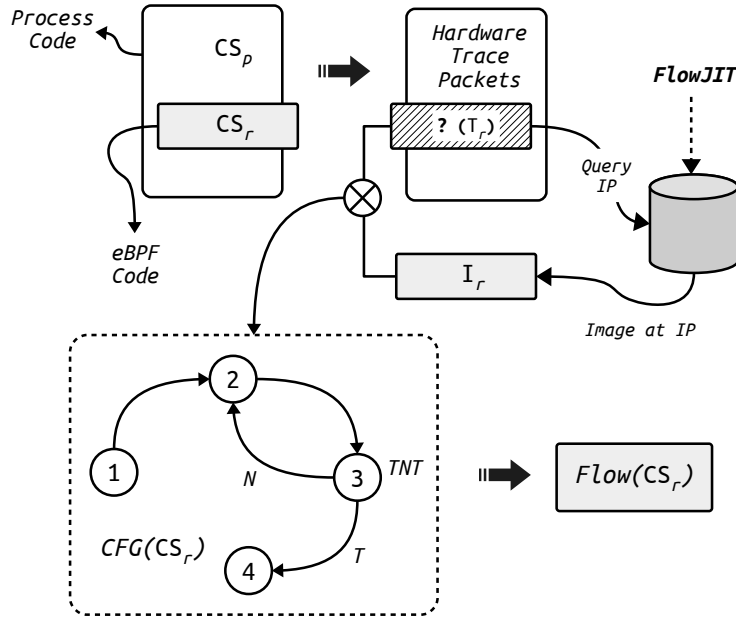 Process
Code
CSp
CSr
eBPF
Code
Hardware
Trace
Packets
? (Tr)
FlowJIT
Query
IP
Ir
Image at IP
1
2
3
4
N
T
TNT
CFG(CSr)
Flow(CSr)